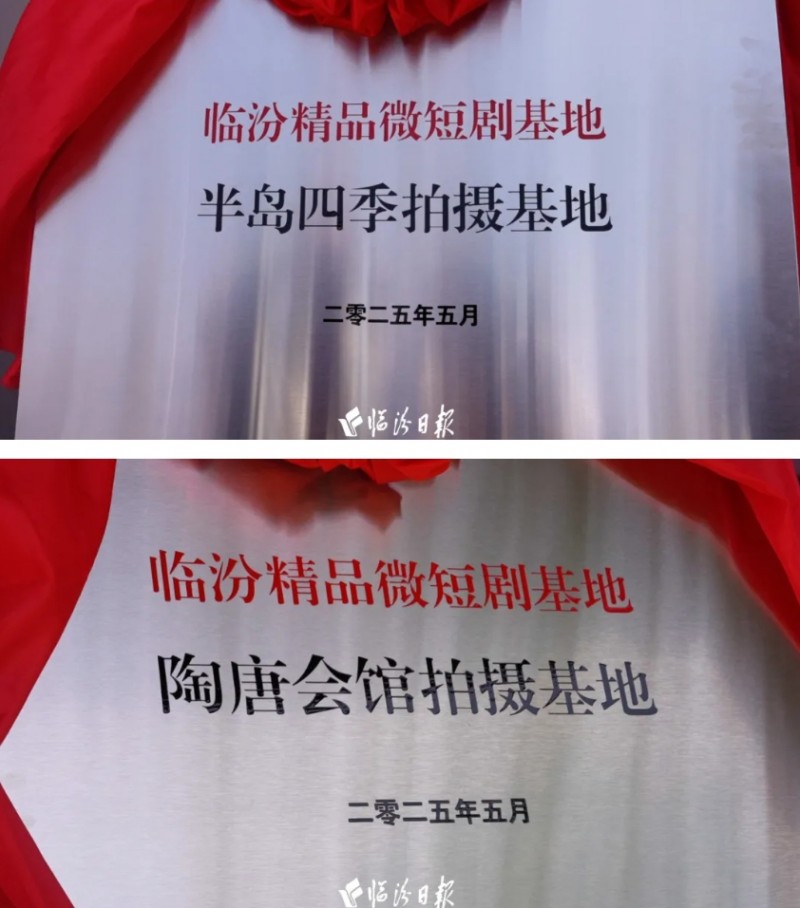 临汾精品微短剧基地
半岛四季拍摄基地
二零二五年五月
临汾日报
临汾精品微短剧基地
陶唐会馆拍摄基地
二零二五年五月
临汾日报